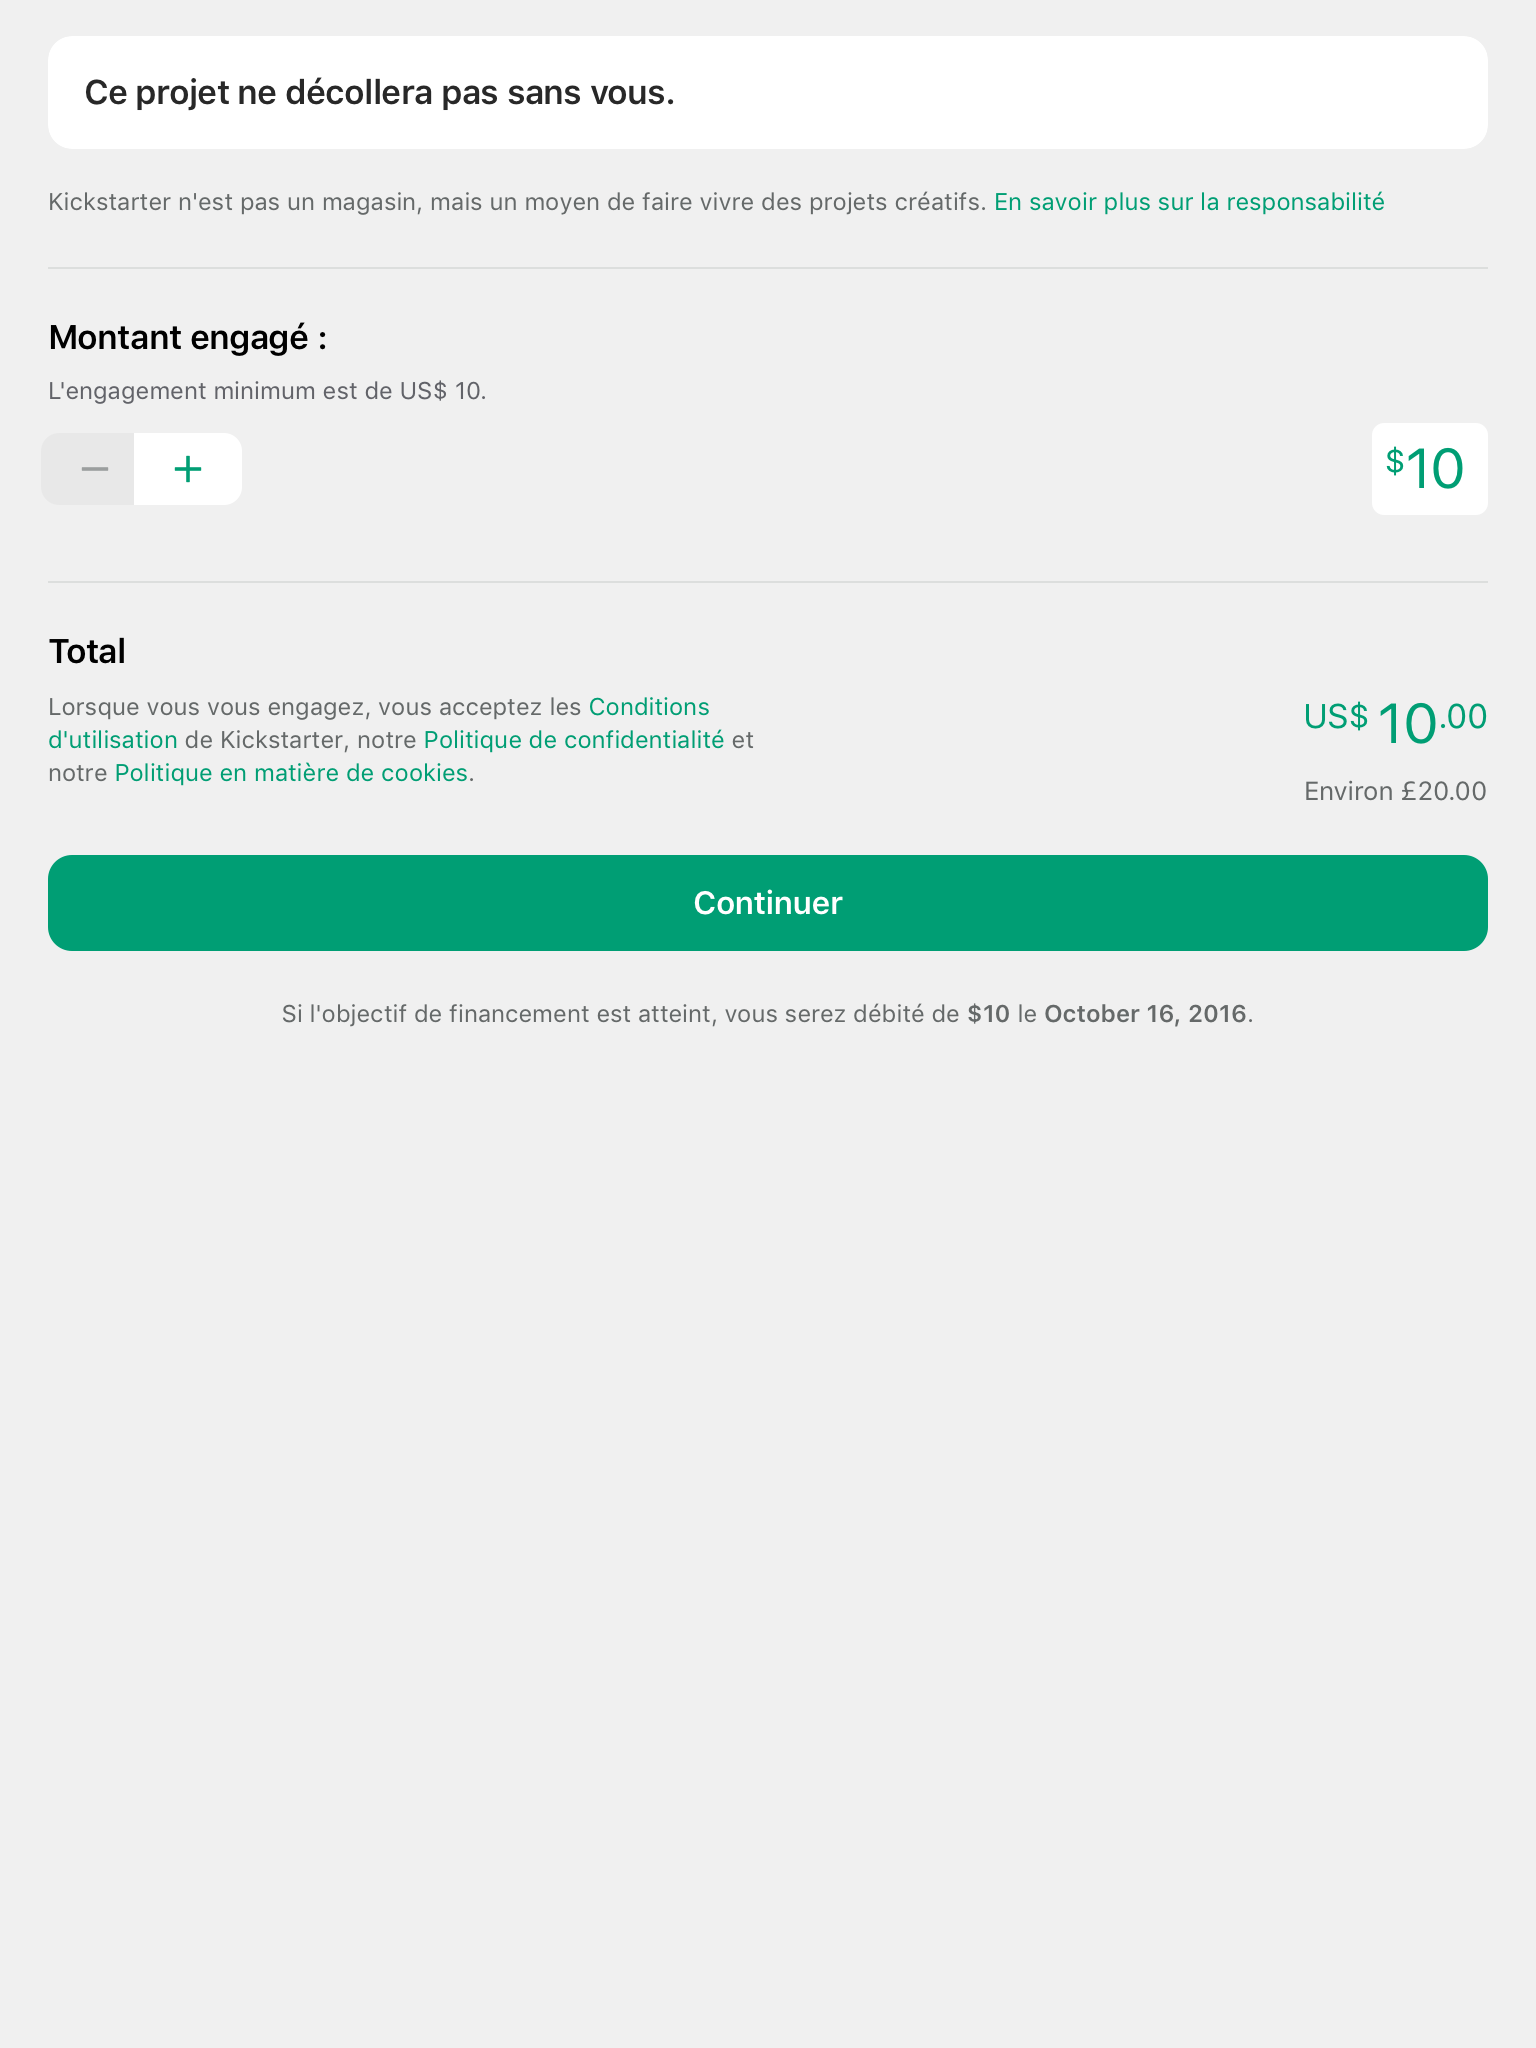 Ce projet ne décollera pas sans vous.
Kickstarter n'est pas un magasin, mais un moyen de faire vivre des projets créatifs. En savoir plus sur la responsabilité
Montant engagé :
L'engagement minimum est de US$ 10.
− +
$10
Total
Lorsque vous vous engagez, vous acceptez les Conditions
d'utilisation de Kickstarter, notre Politique de confidentialité et
notre Politique en matière de cookies.
US$ 10.00
Environ £20.00
Continuer
Si l'objectif de financement est atteint, vous serez débité de $10 le October 16, 2016.